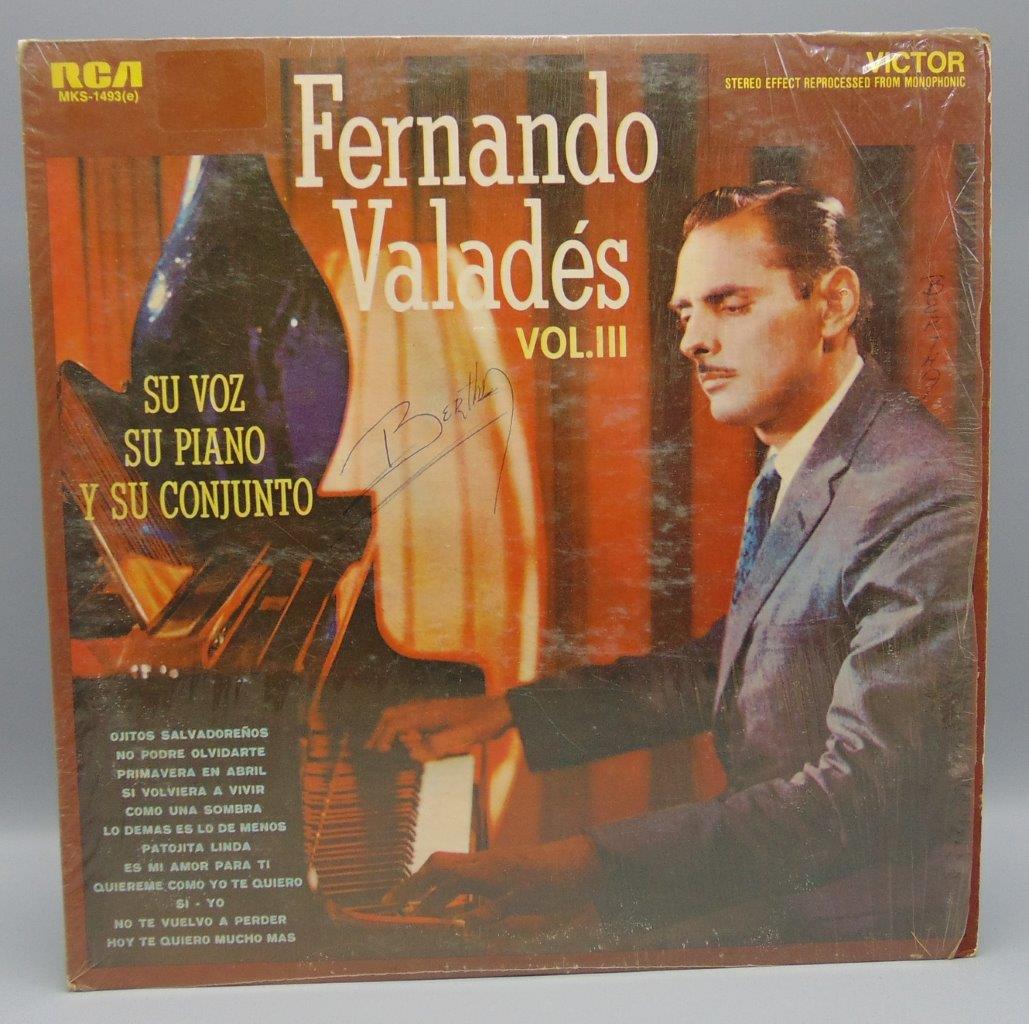 RCA
MKS-1493(e)
VICTOR
STEREO EFFECT REPROCESSED FROM MONOPHONIC
Fernando
Valadés
VOL.III
SU VOZ
SU PIANO
Y SU CONJUNTO
Bertha
OJITOS SALVADOREÑOS
NO PODRE OLVIDARTE
PRIMAVERA EN ABRIL
SI VOLVIERA A VIVIR
COMO UNA SOMBRA
LO DEMAS ES LO DE MENOS
PATOJITA LINDA
ES MI AMOR PARA TI
QUIEREME COMO YO TE QUIERO
SI - YO
NO TE VUELVO A PERDER
HOY TE QUIERO MUCHO MAS